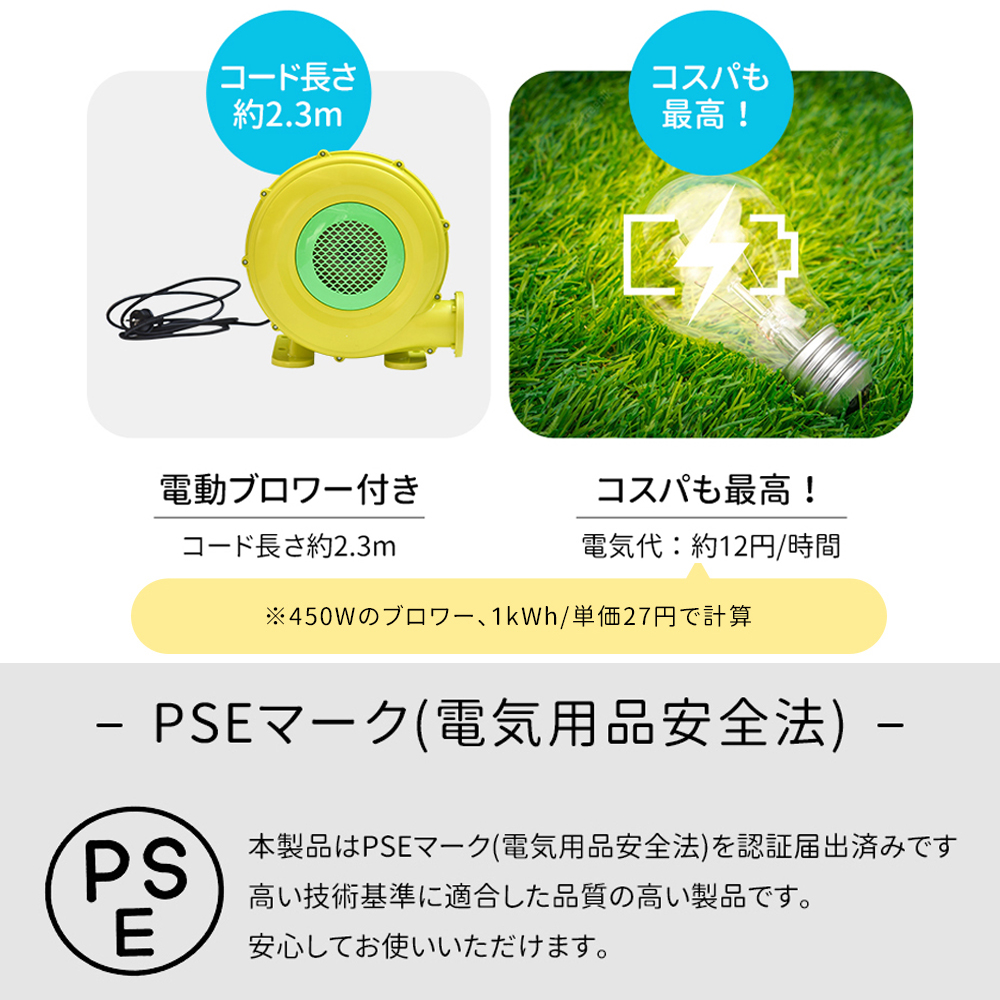 コード長さ
約2.3m
コスパも
最高！
電動ブロワー付き
コード長さ約2.3m
コスパも最高！
電気代：約12円/時間
※450Wのブロワー、1kWh/単価27円で計算
– PSEマーク(電気用品安全法) –
PS
E
本製品はPSEマーク(電気用品安全法)を認証届出済みです
高い技術基準に適合した品質の高い製品です。
安心してお使いいただけます。